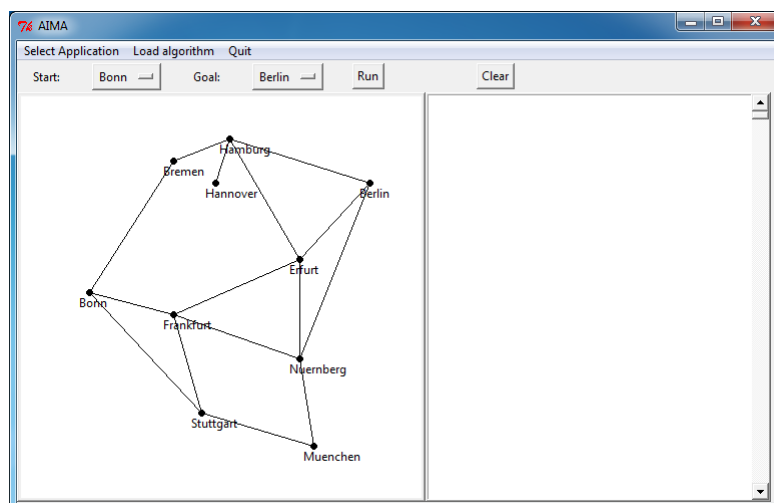 AIMA
Select Application Load algorithm Quit
Start: Bonn Goal: Berlin Run Clear
Hamburg
Bremen
Hannover
Berlin
Erfurt
Bonn
Frankfurt
Nuernberg
Stuttgart
Muenchen